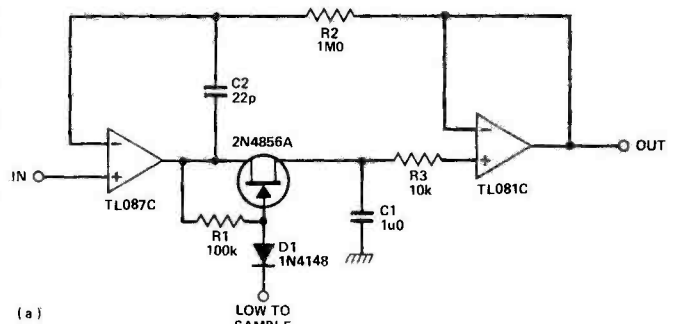 R2
1M0
C2
22p
2N4856A
-
+
IN
TL087C
-
+
OUT
R3
10k
TL081C
R1
100k
C1
1u0
D1
1N4148
(a)
LOW TO